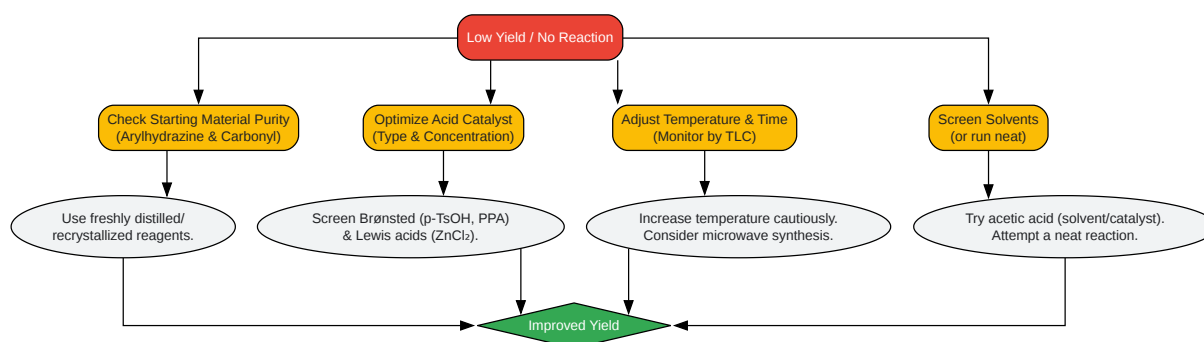 Low Yield / No Reaction
Check Starting Material Purity
(Arylhydrazine & Carbonyl)
Optimize Acid Catalyst
(Type & Concentration)
Adjust Temperature & Time
(Monitor by TLC)
Screen Solvents
(or run neat)
Use freshly distilled/
recrystallized reagents.
Screen Brønsted (p-TsOH, PPA)
& Lewis acids (ZnCl₂).
Increase temperature cautiously.
Consider microwave synthesis.
Try acetic acid (solvent/catalyst).
Attempt a neat reaction.
Improved Yield